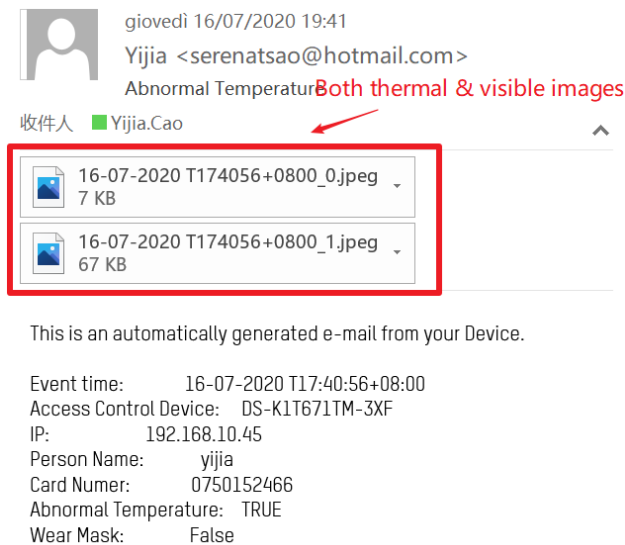 giovedì 16/07/2020 19:41
Yijia <serenatsao@hotmail.com>
Abnormal Temperature
Both thermal & visible images
收件人 Yijia.Cao
16-07-2020 T174056+0800_0.jpeg
7 KB
16-07-2020 T174056+0800_1.jpeg
67 KB
This is an automatically generated e-mail from your Device.
Event time: 16-07-2020 T17:40:56+08:00
Access Control Device: DS-K1T671TM-3XF
IP: 192.168.10.45
Person Name: yijia
Card Numer: 0750152466
Abnormal Temperature: TRUE
Wear Mask: False